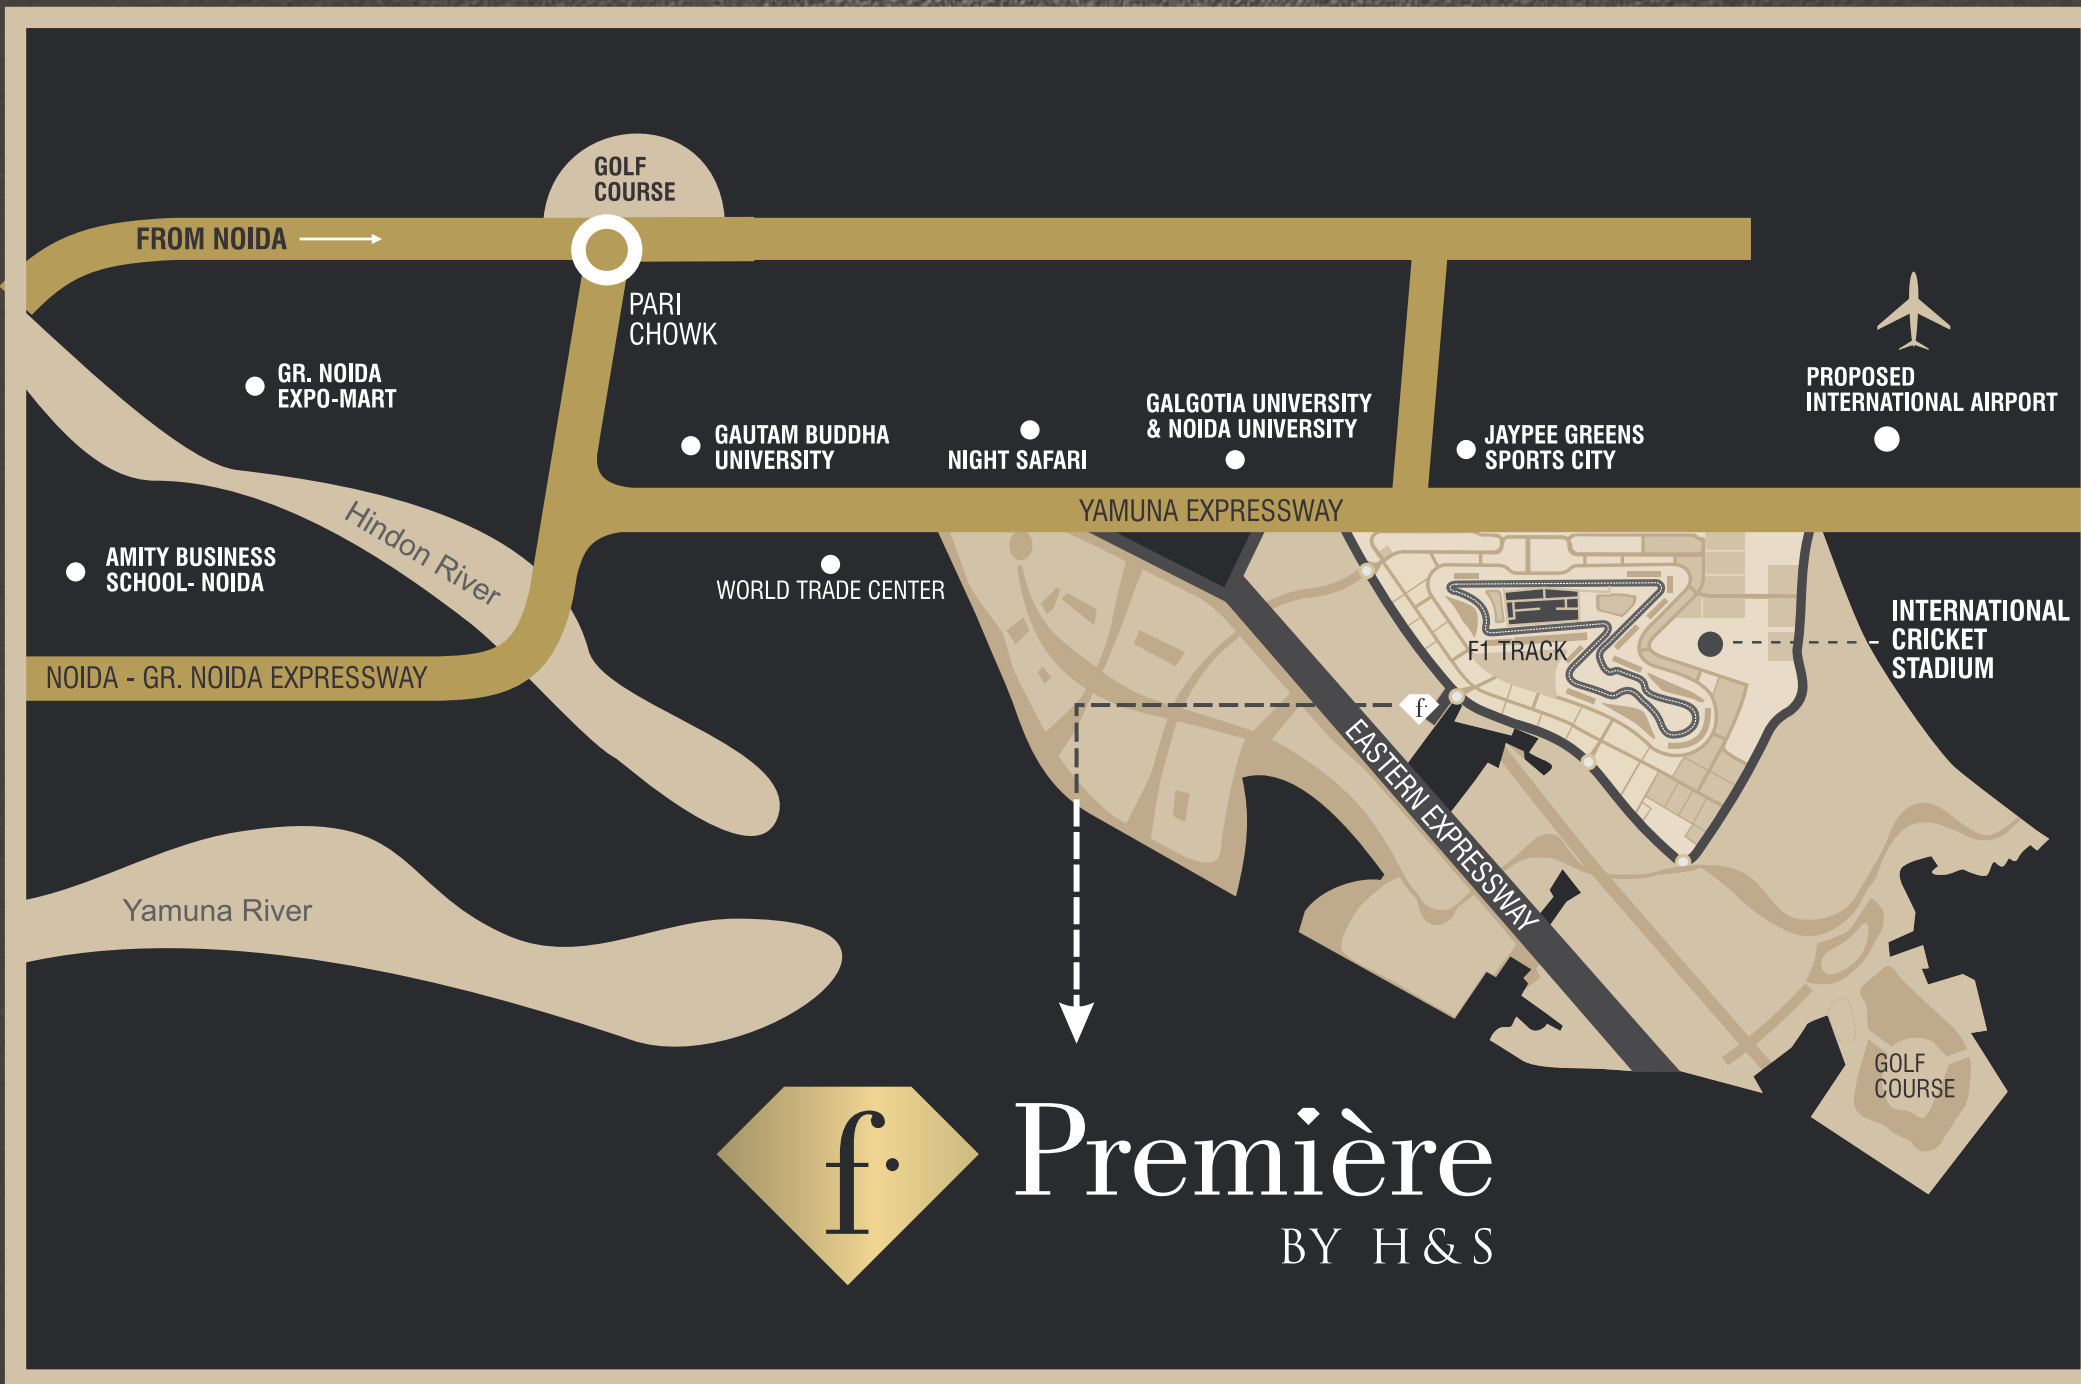 GOLF
COURSE
FROM NOIDA
PARI
CHOWK
GR. NOIDA
EXPO-MART
PROPOSED
INTERNATIONAL AIRPORT
GALGOTIA UNIVERSITY
& NOIDA UNIVERSITY
GAUTAM BUDDHA
UNIVERSITY
NIGHT SAFARI
JAYPEE GREENS
SPORTS CITY
YAMUNA EXPRESSWAY
Hindon River
AMITY BUSINESS
SCHOOL- NOIDA
WORLD TRADE CENTER
INTERNATIONAL
CRICKET
STADIUM
F1 TRACK
NOIDA - GR. NOIDA EXPRESSWAY
f
EASTERN EXPRESSWAY
Yamuna River
GOLF
COURSE
f
Première
BY H&S